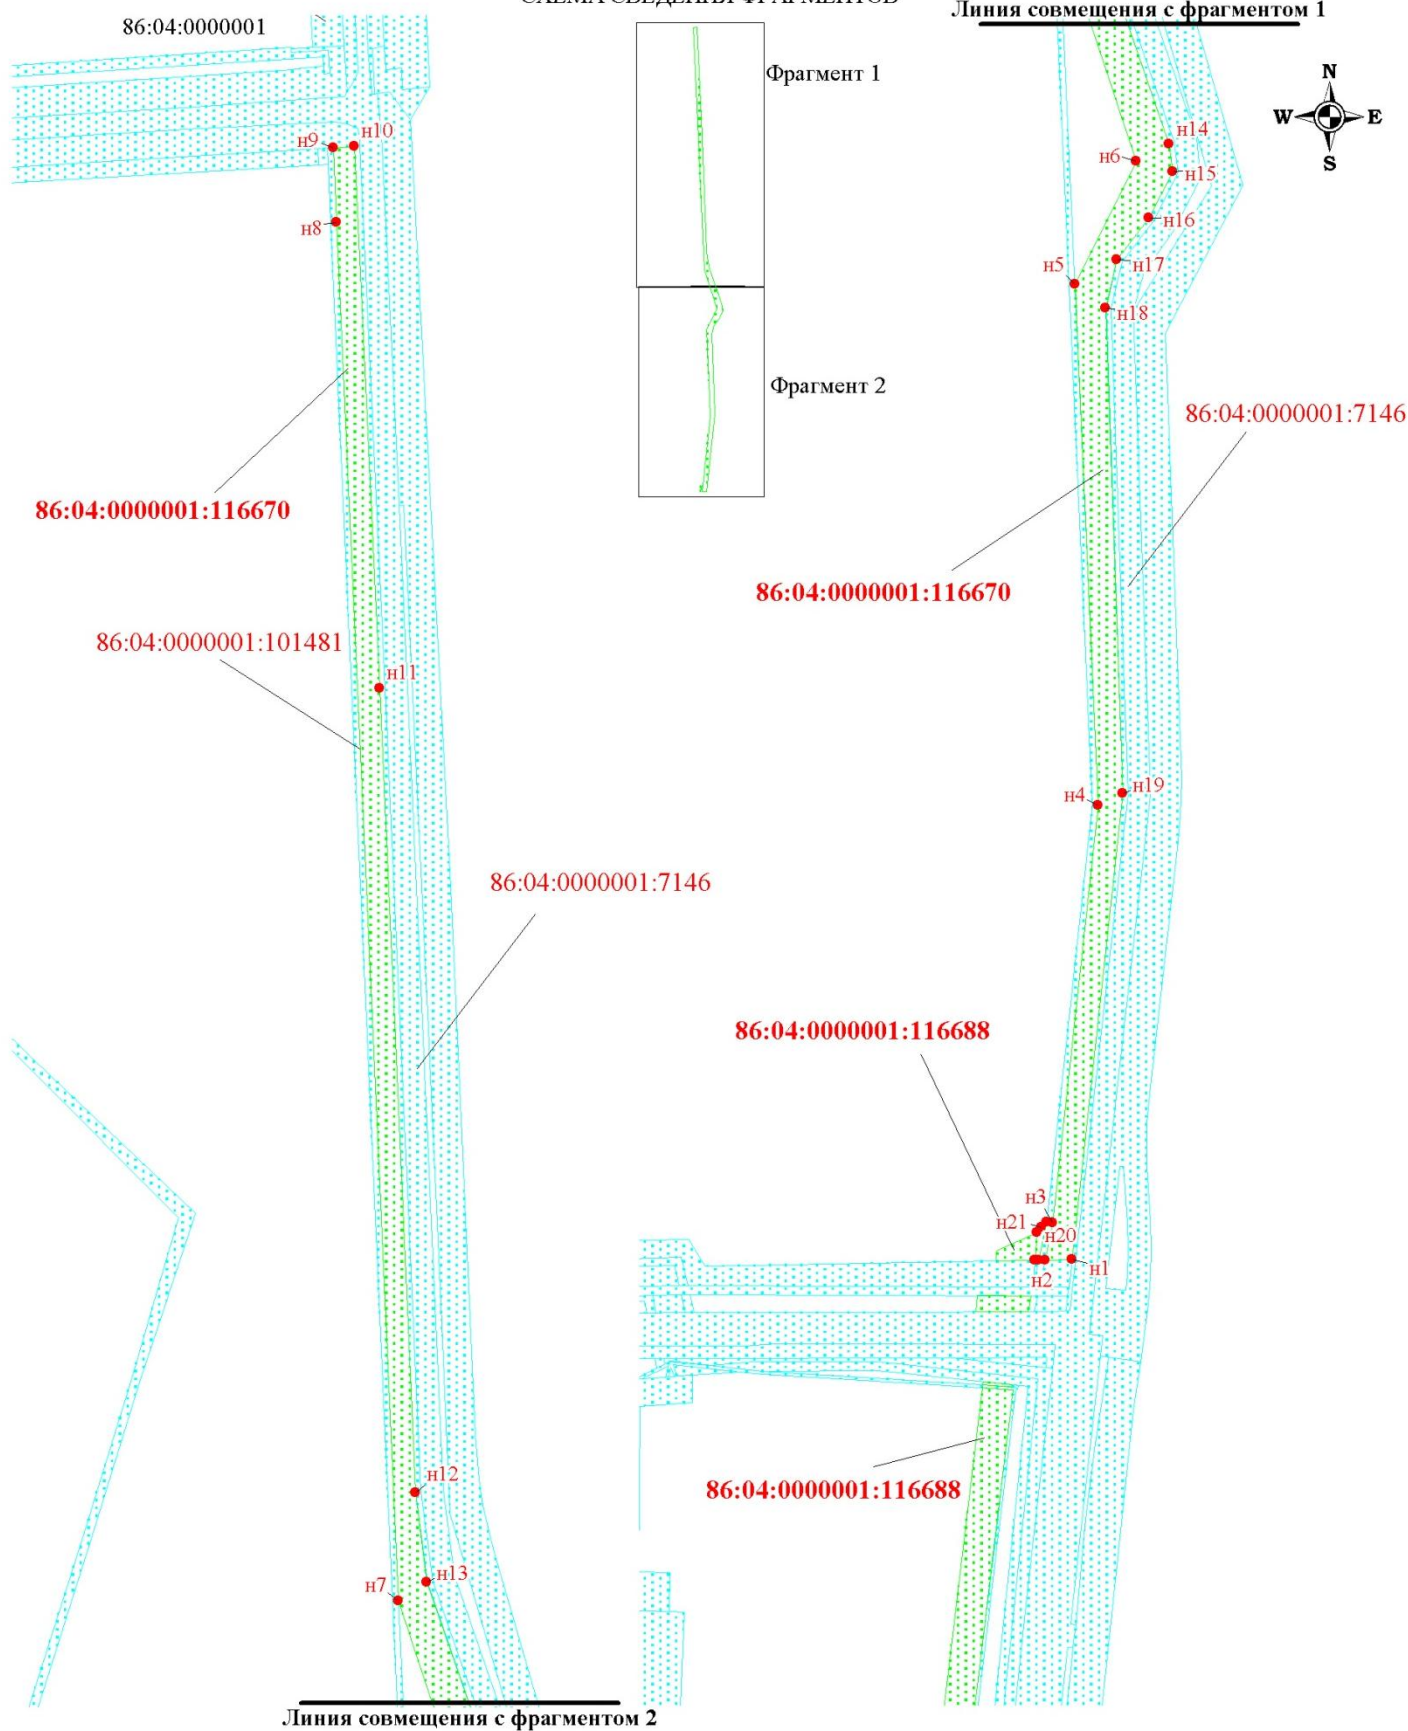 СХЕМА СВЕДЕНИЯ ФРАГМЕНТОВ
86:04:0000001
Линия совмещения с фрагментом 1
Фрагмент 1
N
W E
S
н9
н10
н8
н14
н6
н15
н16
н17
н5
н18
Фрагмент 2
86:04:0000001:7146
86:04:0000001:116670
86:04:0000001:116670
86:04:0000001:101481
н11
н4
н19
86:04:0000001:7146
86:04:0000001:116688
н3
н21
н20
н2
н1
86:04:0000001:116688
н12
н13
н7
Линия совмещения с фрагментом 2